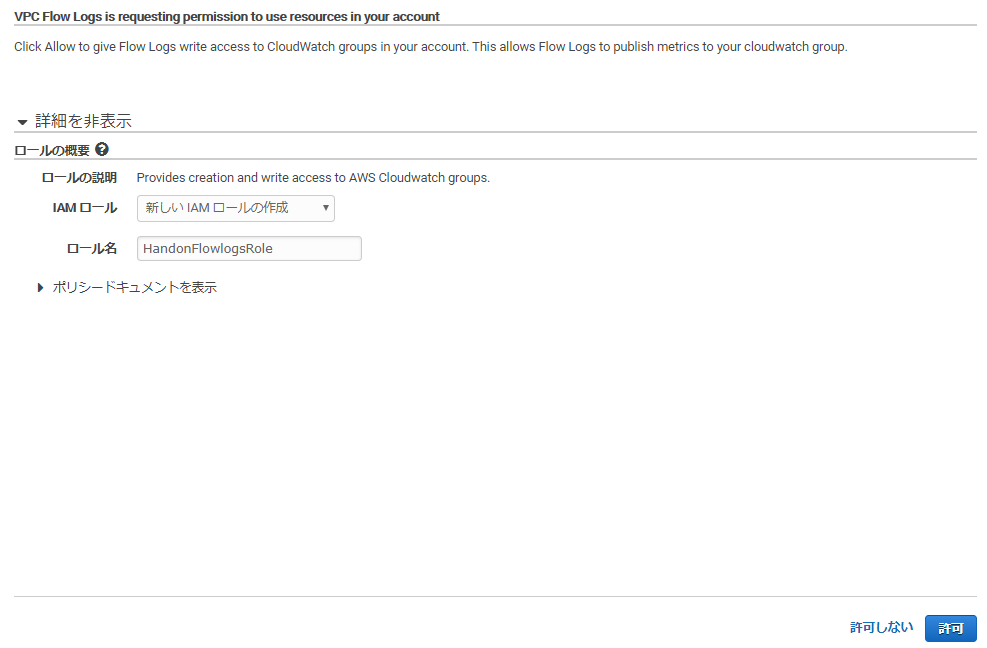 VPC Flow Logs is requesting permission to use resources in your account
Click Allow to give Flow Logs write access to CloudWatch groups in your account. This allows Flow Logs to publish metrics to your cloudwatch group.
詳細を非表示
ロールの概要
ロールの説明 Provides creation and write access to AWS Cloudwatch groups.
IAM ロール 新しい IAM ロールの作成
ロール名 HandonFlowlogsRole
ポリシードキュメントを表示
許可しない 許可